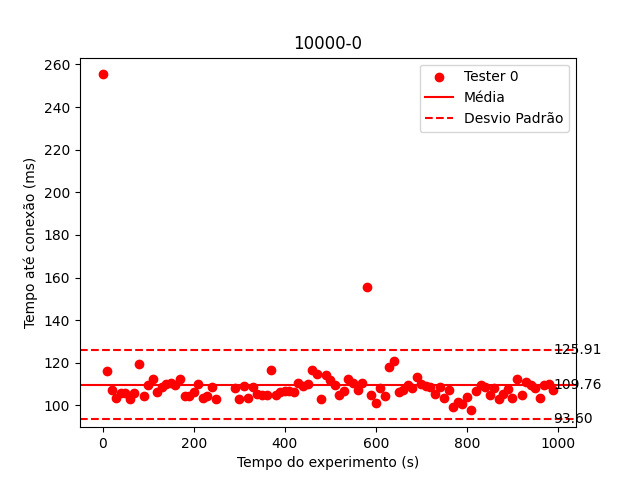 10000-0
Tempo até conexão (ms)
260
240
220
200
180
160
140
120
100
Tester 0
Média
Desvio Padrão
125.91
109.76
93.60
0 200 400 600 800 1000
Tempo do experimento (s)